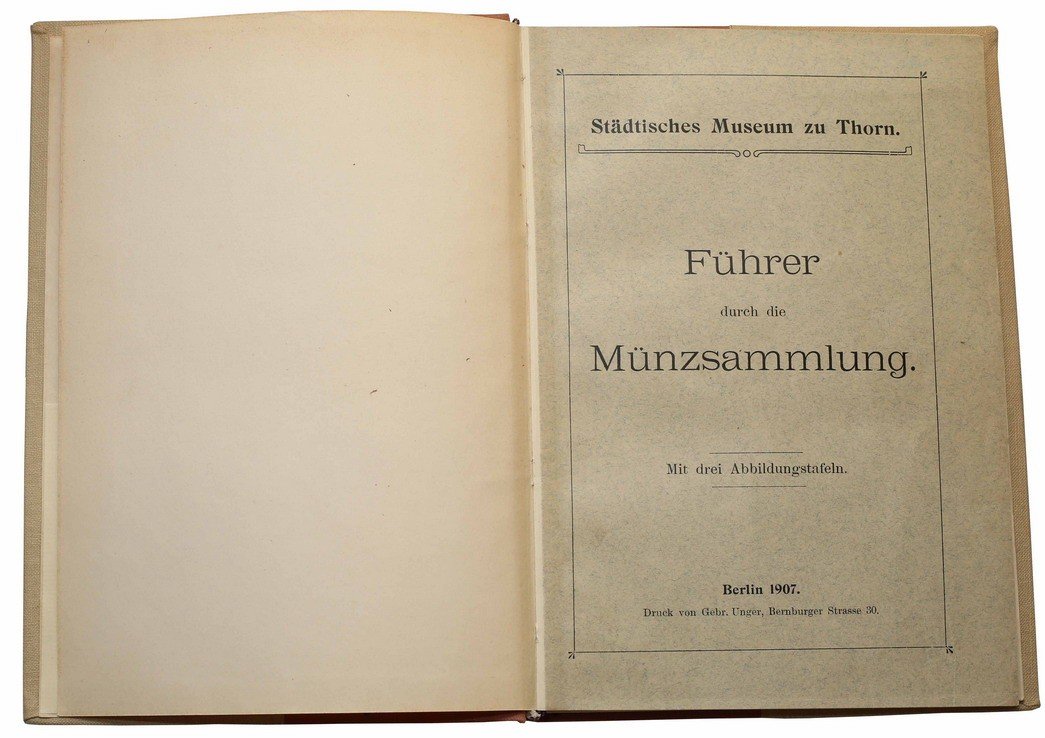 Städtisches Museum zu Thorn.
Führer
durch die
Münzsammlung.
Mit drei Abbildungstafeln.
Berlin 1907.
Druck von Gebr. Unger, Bernburger Strasse 30.